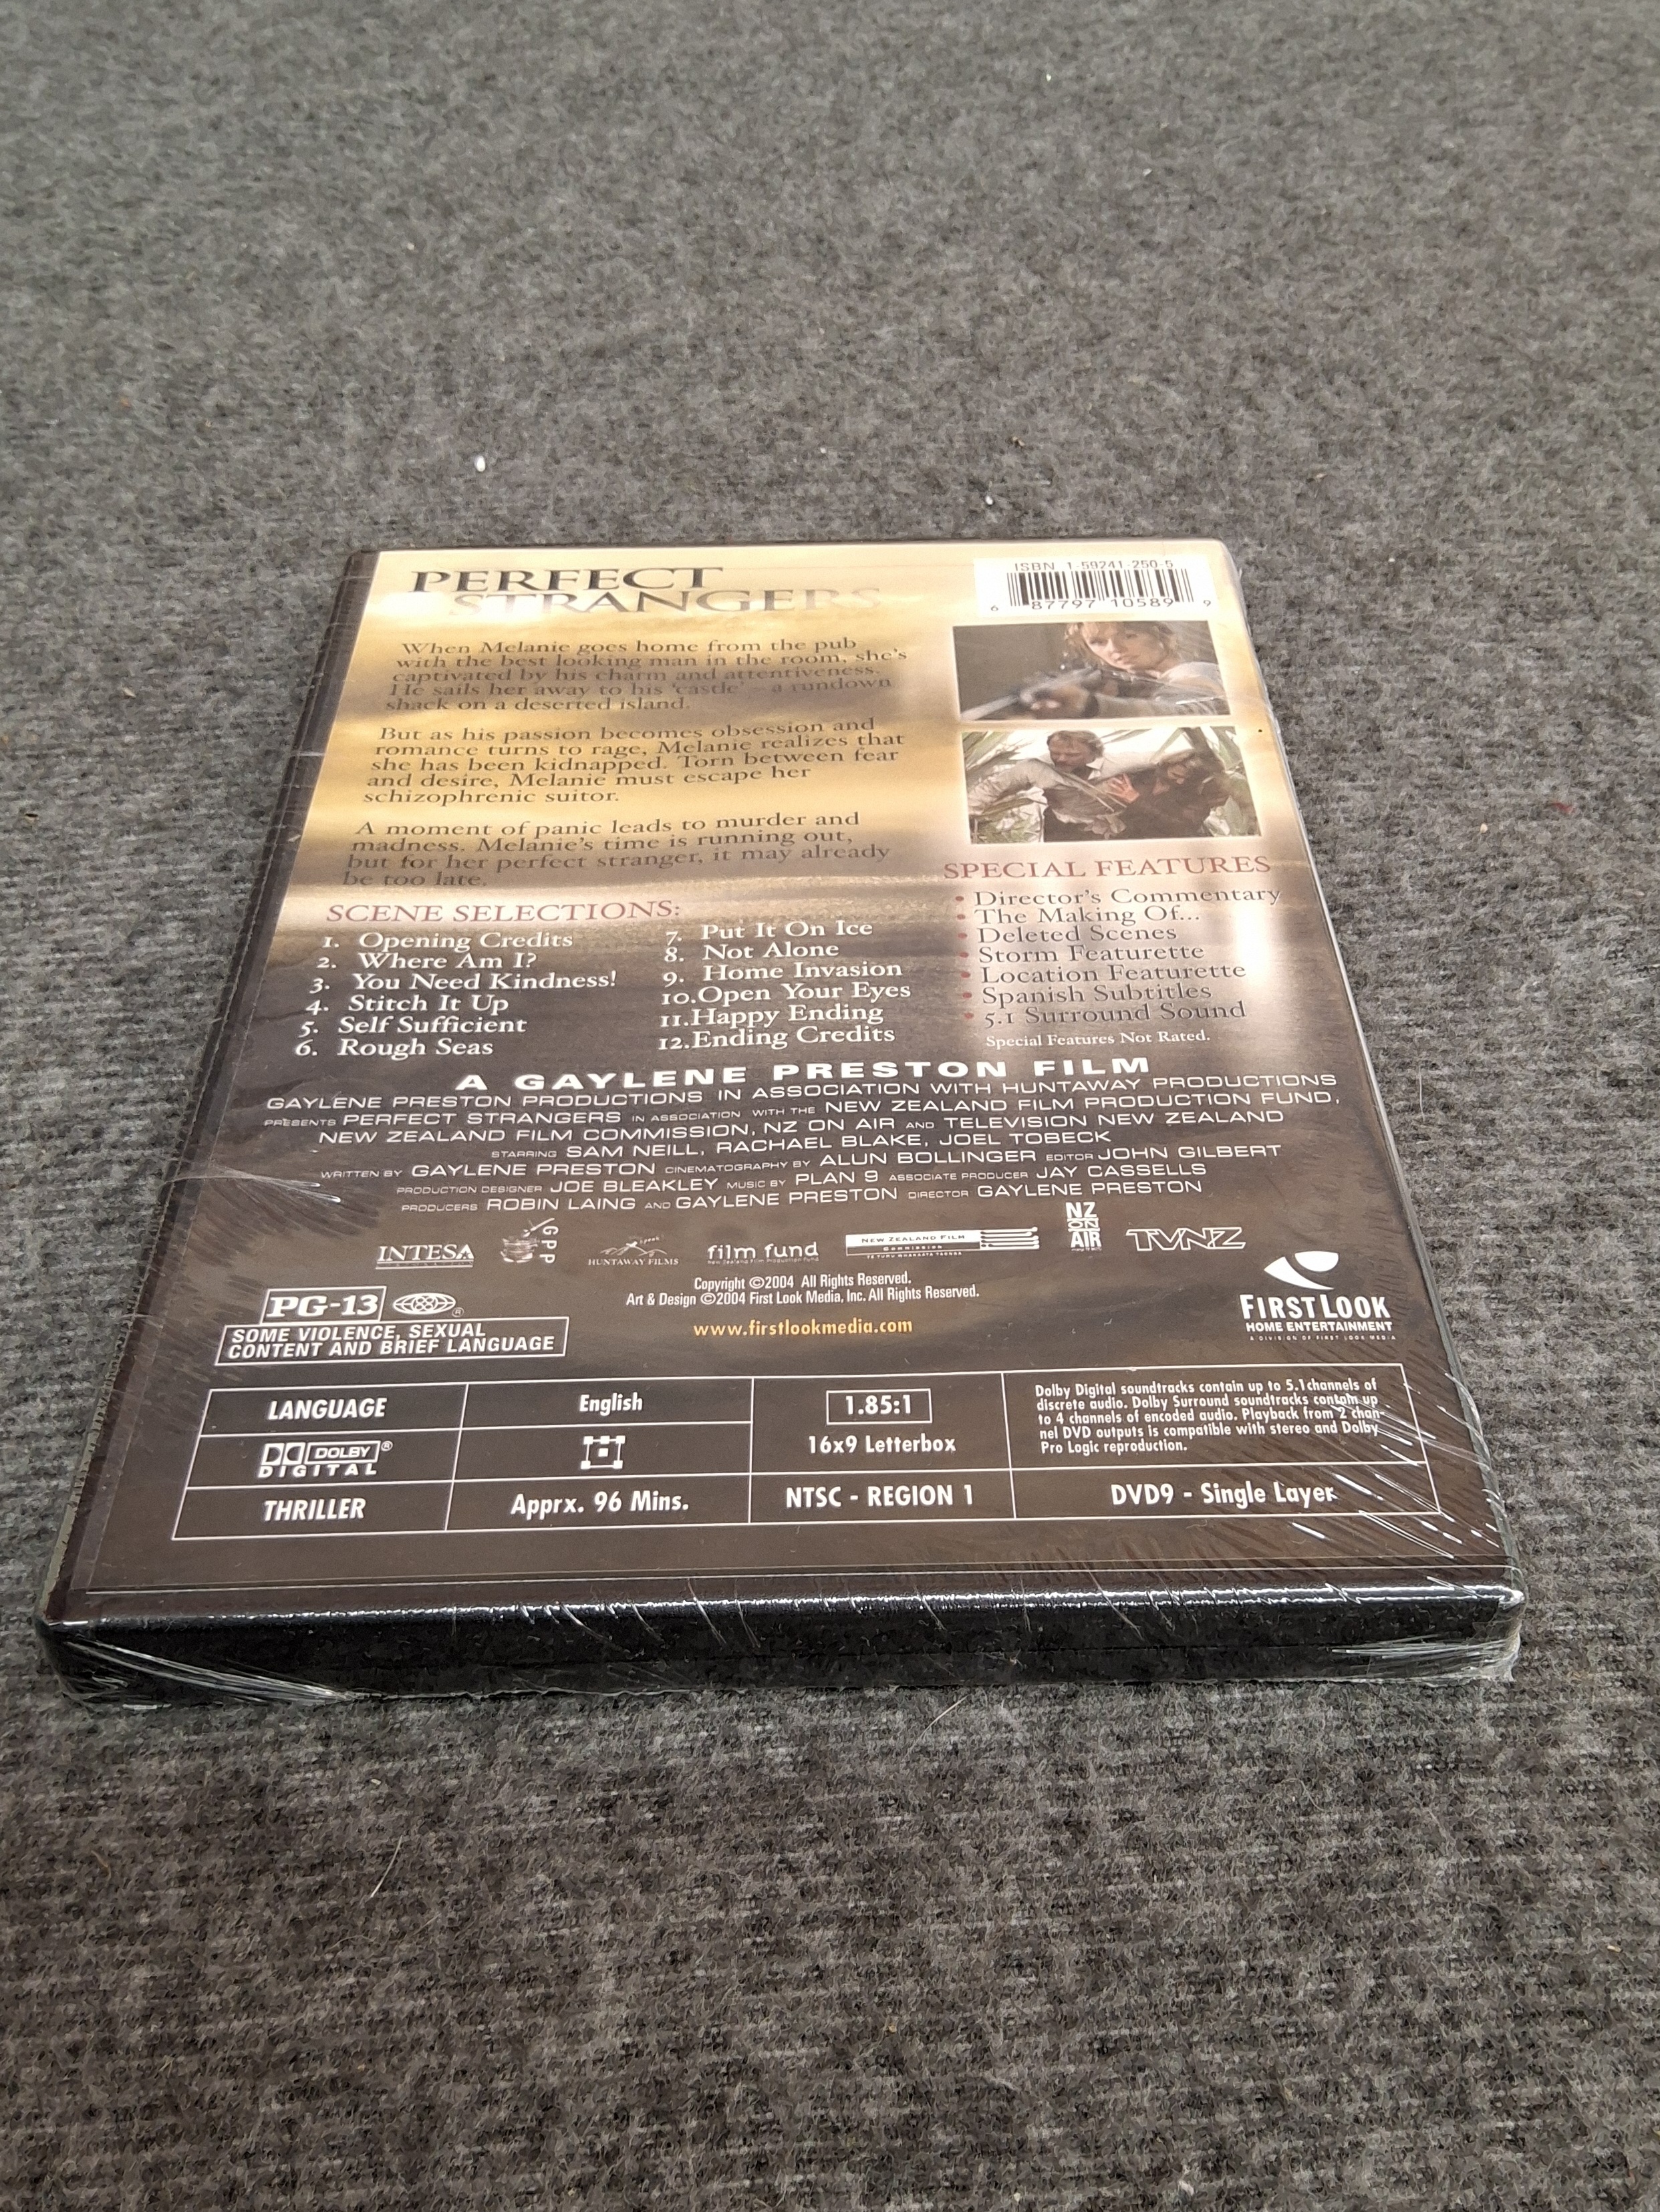 PERFECT
STRANGERS
ISBN 1-59241-250-5
6 87797 10589 9
When Melanie goes home from the pub
with the best looking man in the room, she's
captivated by his charm and attentiveness.
He sails her away to his 'castle' - a rundown
shack on a deserted island.
But as his passion becomes obsession and
romance turns to rage, Melanie realizes that
she has been kidnapped. Torn between fear
and desire, Melanie must escape her
schizophrenic suitor.
A moment of panic leads to murder and
madness. Melanie's time is running out,
but for her perfect stranger, it may already
be too late.
SCENE SELECTIONS:
1. Opening Credits
2. Where Am I?
3. You Need Kindness!
4. Stitch It Up
5. Self Sufficient
6. Rough Seas
7. Put It On Ice
8. Not Alone
9. Home Invasion
10.Open Your Eyes
11.Happy Ending
12.Ending Credits
SPECIAL FEATURES
• Director's Commentary
• The Making Of...
• Deleted Scenes
• Storm Featurette
• Location Featurette
• Spanish Subtitles
• 5.1 Surround Sound
Special Features Not Rated.
A GAYLENE PRESTON FILM
GAYLENE PRESTON PRODUCTIONS IN ASSOCIATION WITH HUNTAWAY PRODUCTIONS
PRESENTS PERFECT STRANGERS IN ASSOCIATION WITH THE NEW ZEALAND FILM PRODUCTION FUND,
NEW ZEALAND FILM COMMISSION, NZ ON AIR AND TELEVISION NEW ZEALAND
STARRING SAM NEILL, RACHAEL BLAKE, JOEL TOBECK
WRITTEN BY GAYLENE PRESTON CINEMATOGRAPHY BY ALUN BOLLINGER EDITOR JOHN GILBERT
PRODUCTION DESIGNER JOE BLEAKLEY MUSIC BY PLAN 9 ASSOCIATE PRODUCER JAY CASSELLS
PRODUCERS ROBIN LAING AND GAYLENE PRESTON DIRECTOR GAYLENE PRESTON
INTESA
GPP
HUNTAWAY FILMS
film fund
New Zealand Film Production Fund
NEW ZEALAND FILM
Commission
NZ
ON
AIR
TVNZ
Copyright ©2004 All Rights Reserved.
Art & Design ©2004 First Look Media, Inc. All Rights Reserved.
www.firstlookmedia.com
PG-13 ®
SOME VIOLENCE, SEXUAL
CONTENT AND BRIEF LANGUAGE
FIRST LOOK
HOME ENTERTAINMENT
A DIVISION OF FIRST LOOK MEDIA
LANGUAGE
English
1.85:1
16x9 Letterbox
Dolby Digital soundtracks contain up to 5.1channels of
discrete audio. Dolby Surround soundtracks contain up
to 4 channels of encoded audio. Playback from 2 chan-
nel DVD outputs is compatible with stereo and Dolby
Pro Logic reproduction.
DOLBY ®
DIGITAL
THRILLER
Apprx. 96 Mins.
NTSC - REGION 1
DVD9 - Single Layer